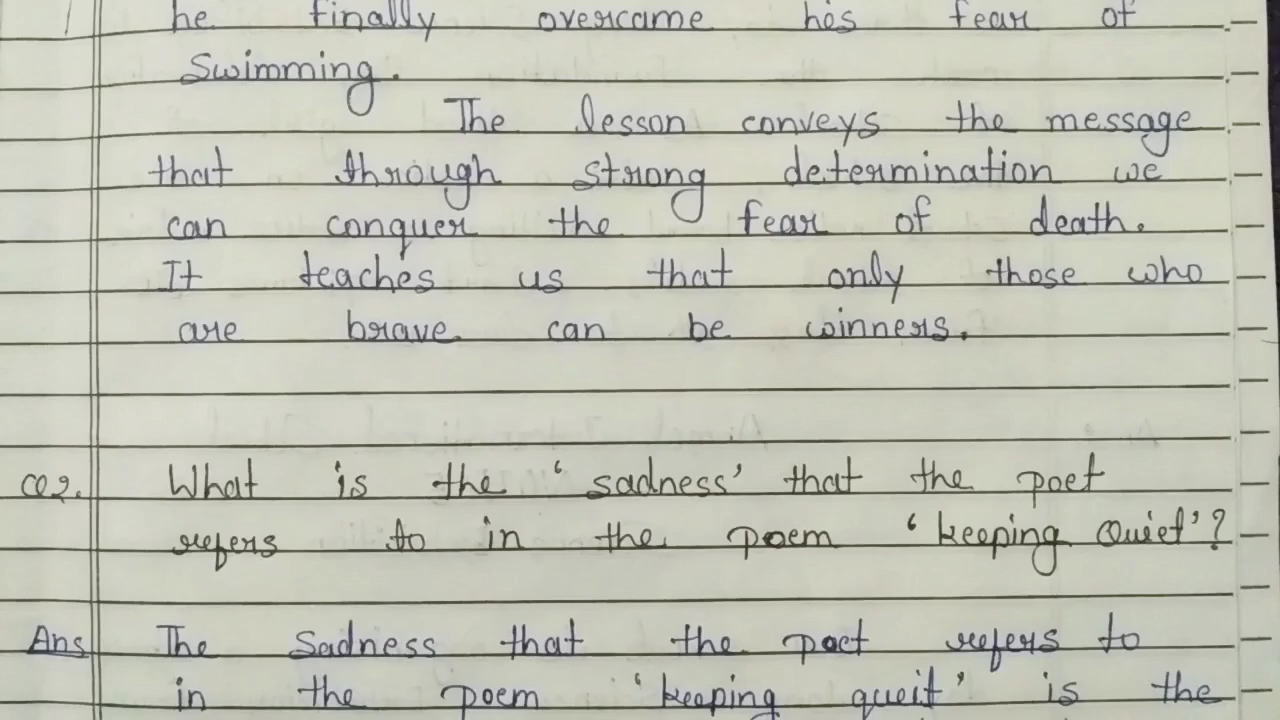 he finally overcame his fear of
Swimming.
The lesson conveys the message
that through strong determination we
can conquer the fear of death.
It teaches us that only those who
are brave can be winners.
Q2. What is the 'sadness' that the poet
refers to in the poem 'keeping Quiet'?
Ans The Sadness that the poet refers to
in the poem 'keeping queit' is the